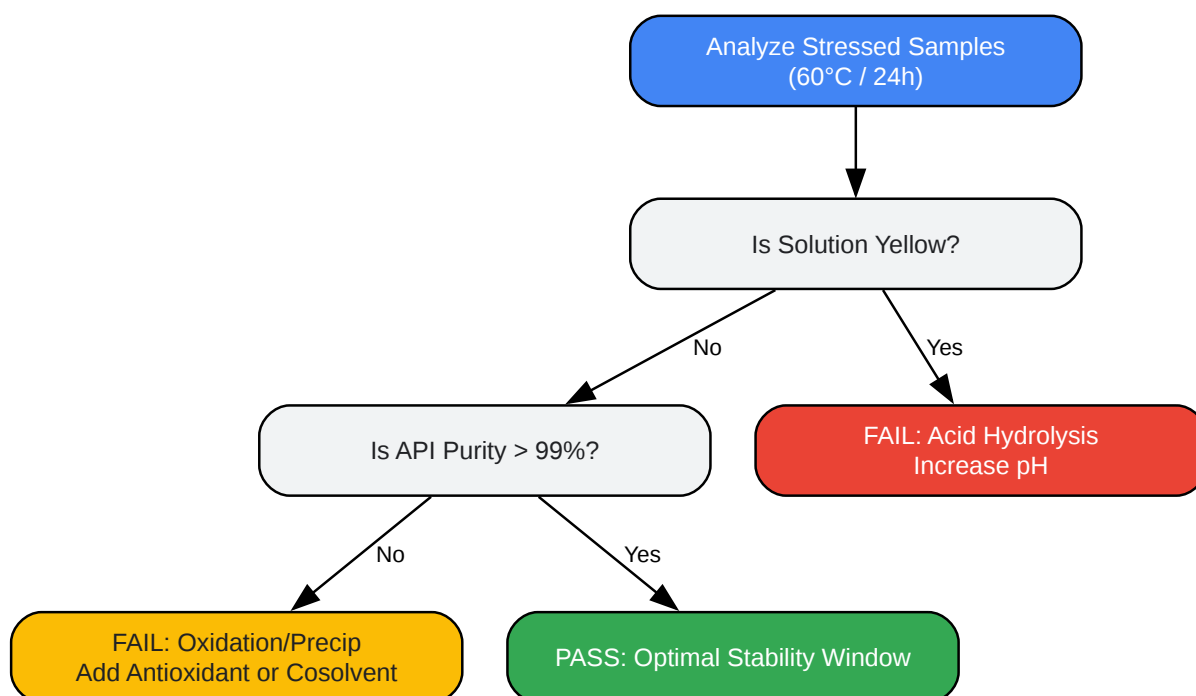 Analyze Stressed Samples
(60°C / 24h)
Is Solution Yellow?
No
Yes
Is API Purity > 99%?
FAIL: Acid Hydrolysis
Increase pH
No
Yes
FAIL: Oxidation/Precip
Add Antioxidant or Cosolvent
PASS: Optimal Stability Window